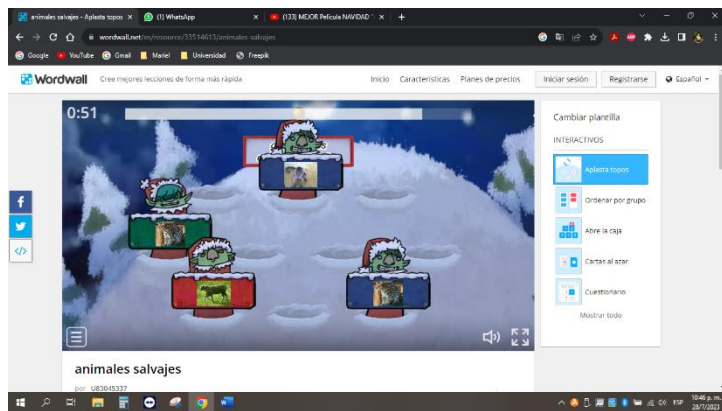 animales salvajes - Aplasta topos
(1) WhatsApp
(133) MEJOR Película NAVIDAD
wordwall.net/es/resource/33514613/animales-salvajes
Google YouTube Gmail Mariel Universidad Freepik
Wordwall Cree mejores lecciones de forma más rápida
Inicio Características Planes de precios Iniciar sesión Registrarse Español
0:51
Cambiar plantilla
INTERACTIVOS
Aplasta topos
Ordenar por grupo
Abre la caja
Cartas al azar
Cuestionario
Mostrar todo
animales salvajes
por U83045337
ESP
10:46 p. m.
28/7/2023